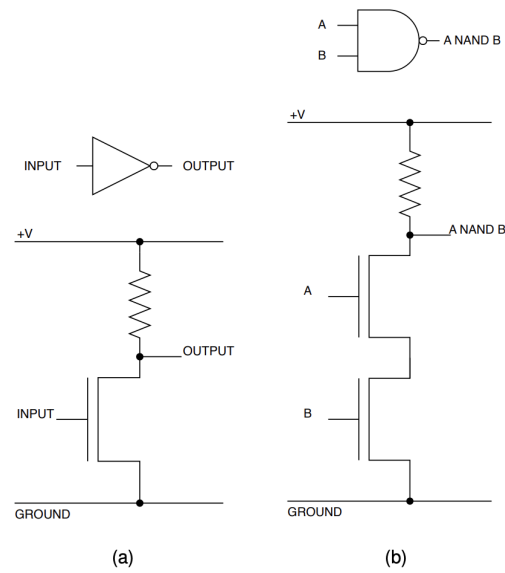 A
B
A NAND B
INPUT
OUTPUT
+V
OUTPUT
INPUT
GROUND
(a)
+V
A NAND B
A
B
GROUND
(b)